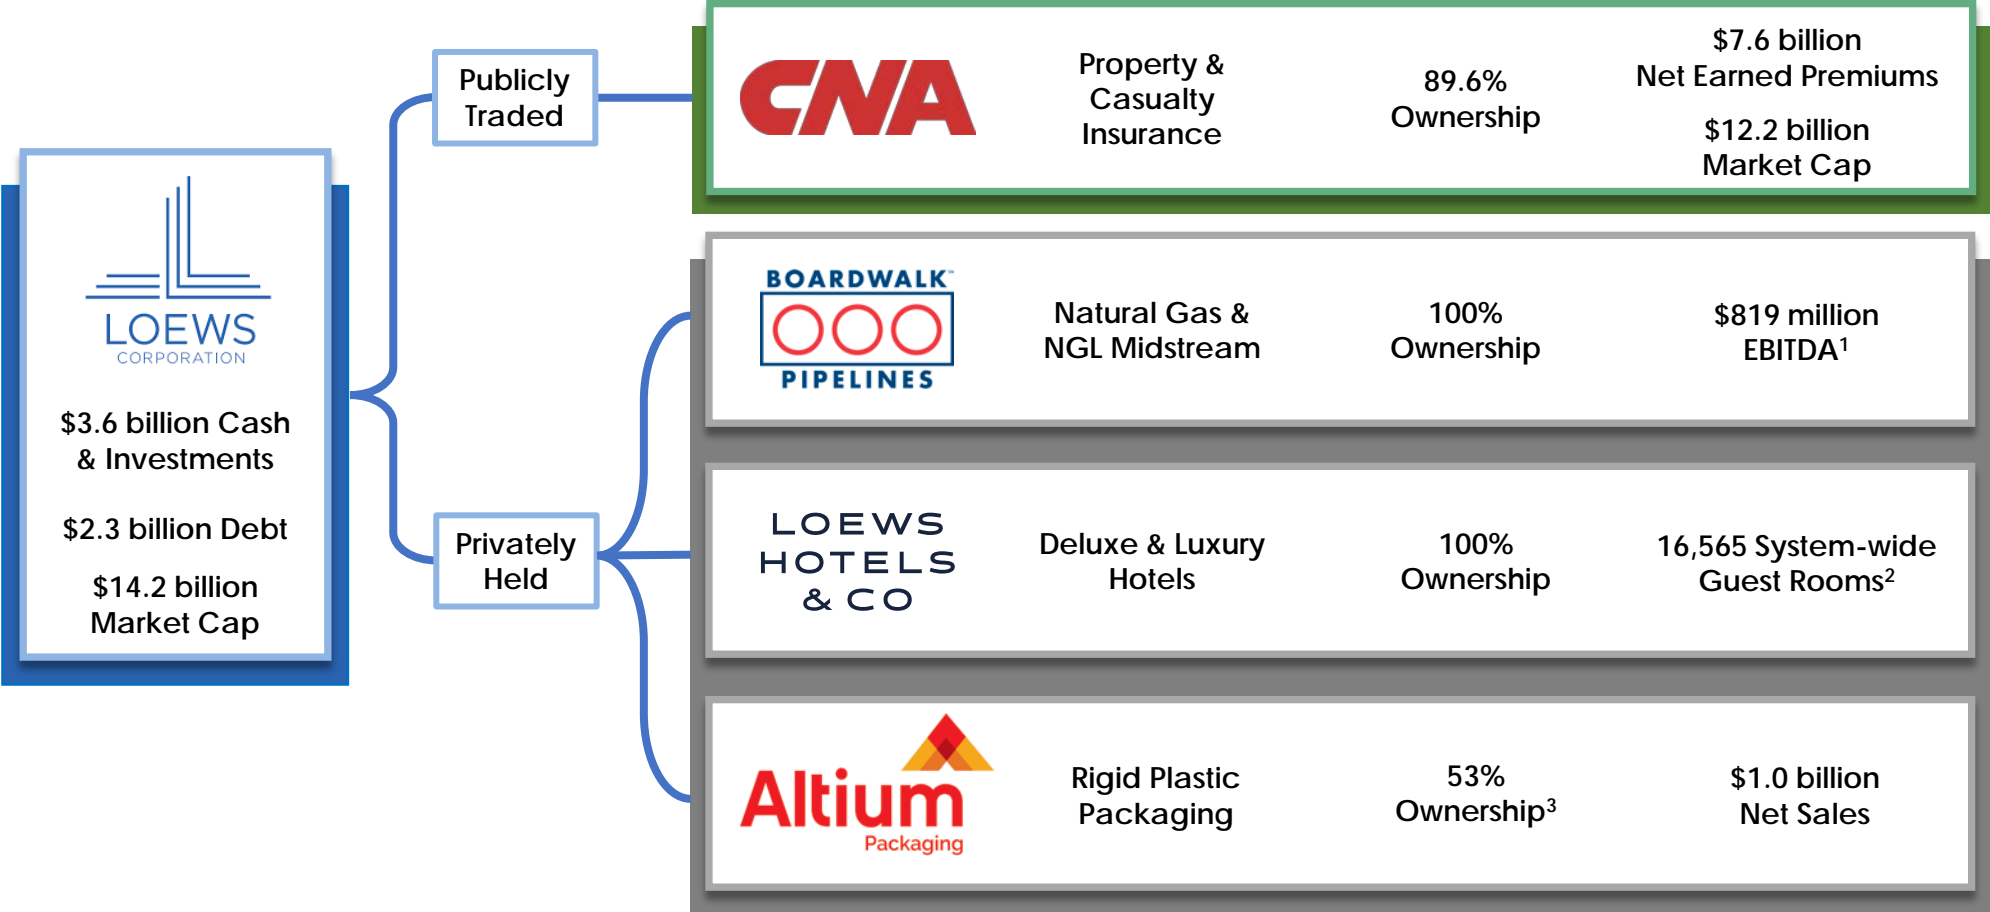 LOEWS
CORPORATION
$3.6 billion Cash
& Investments
$2.3 billion Debt
$14.2 billion
Market Cap
Publicly
Traded
CNA
Property &
Casualty
Insurance
89.6%
Ownership
$7.6 billion
Net Earned Premiums
$12.2 billion
Market Cap
Privately
Held
BOARDWALK™
PIPELINES
Natural Gas &
NGL Midstream
100%
Ownership
$819 million
EBITDA¹
LOEWS
HOTELS
& CO
Deluxe & Luxury
Hotels
100%
Ownership
16,565 System-wide
Guest Rooms²
Altium
Packaging
Rigid Plastic
Packaging
53%
Ownership³
$1.0 billion
Net Sales